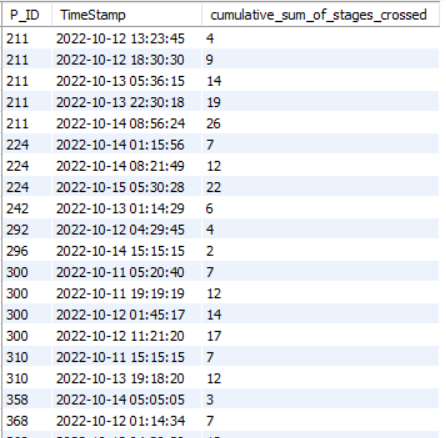 P_ID TimeStamp cumulative_sum_of_stages_crossed
211 2022-10-12 13:23:45 4
211 2022-10-12 18:30:30 9
211 2022-10-13 05:36:15 14
211 2022-10-13 22:30:18 19
211 2022-10-14 08:56:24 26
224 2022-10-14 01:15:56 7
224 2022-10-14 08:21:49 12
224 2022-10-15 05:30:28 22
242 2022-10-13 01:14:29 6
292 2022-10-12 04:29:45 4
296 2022-10-14 15:15:15 2
300 2022-10-11 05:20:40 7
300 2022-10-11 19:19:19 12
300 2022-10-12 01:45:17 14
300 2022-10-12 11:21:20 17
310 2022-10-11 15:15:15 7
310 2022-10-13 19:18:20 12
358 2022-10-14 05:05:05 3
368 2022-10-12 01:14:34 7